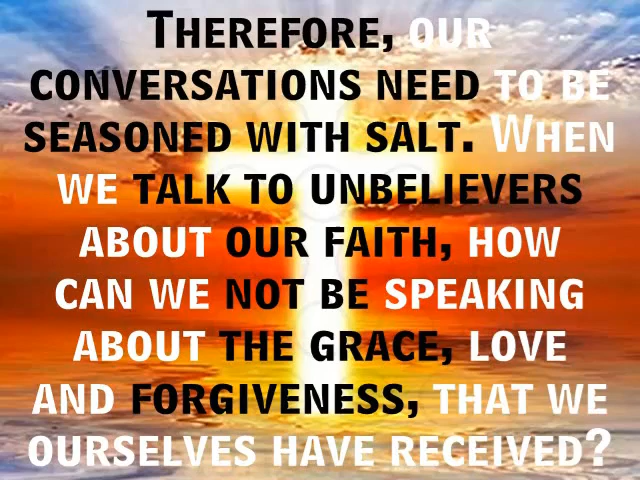 Therefore, our
conversations need to be
seasoned with salt. When
we talk to unbelievers
about our faith, how
can we not be speaking
about the grace, love
and forgiveness, that we
ourselves have received?